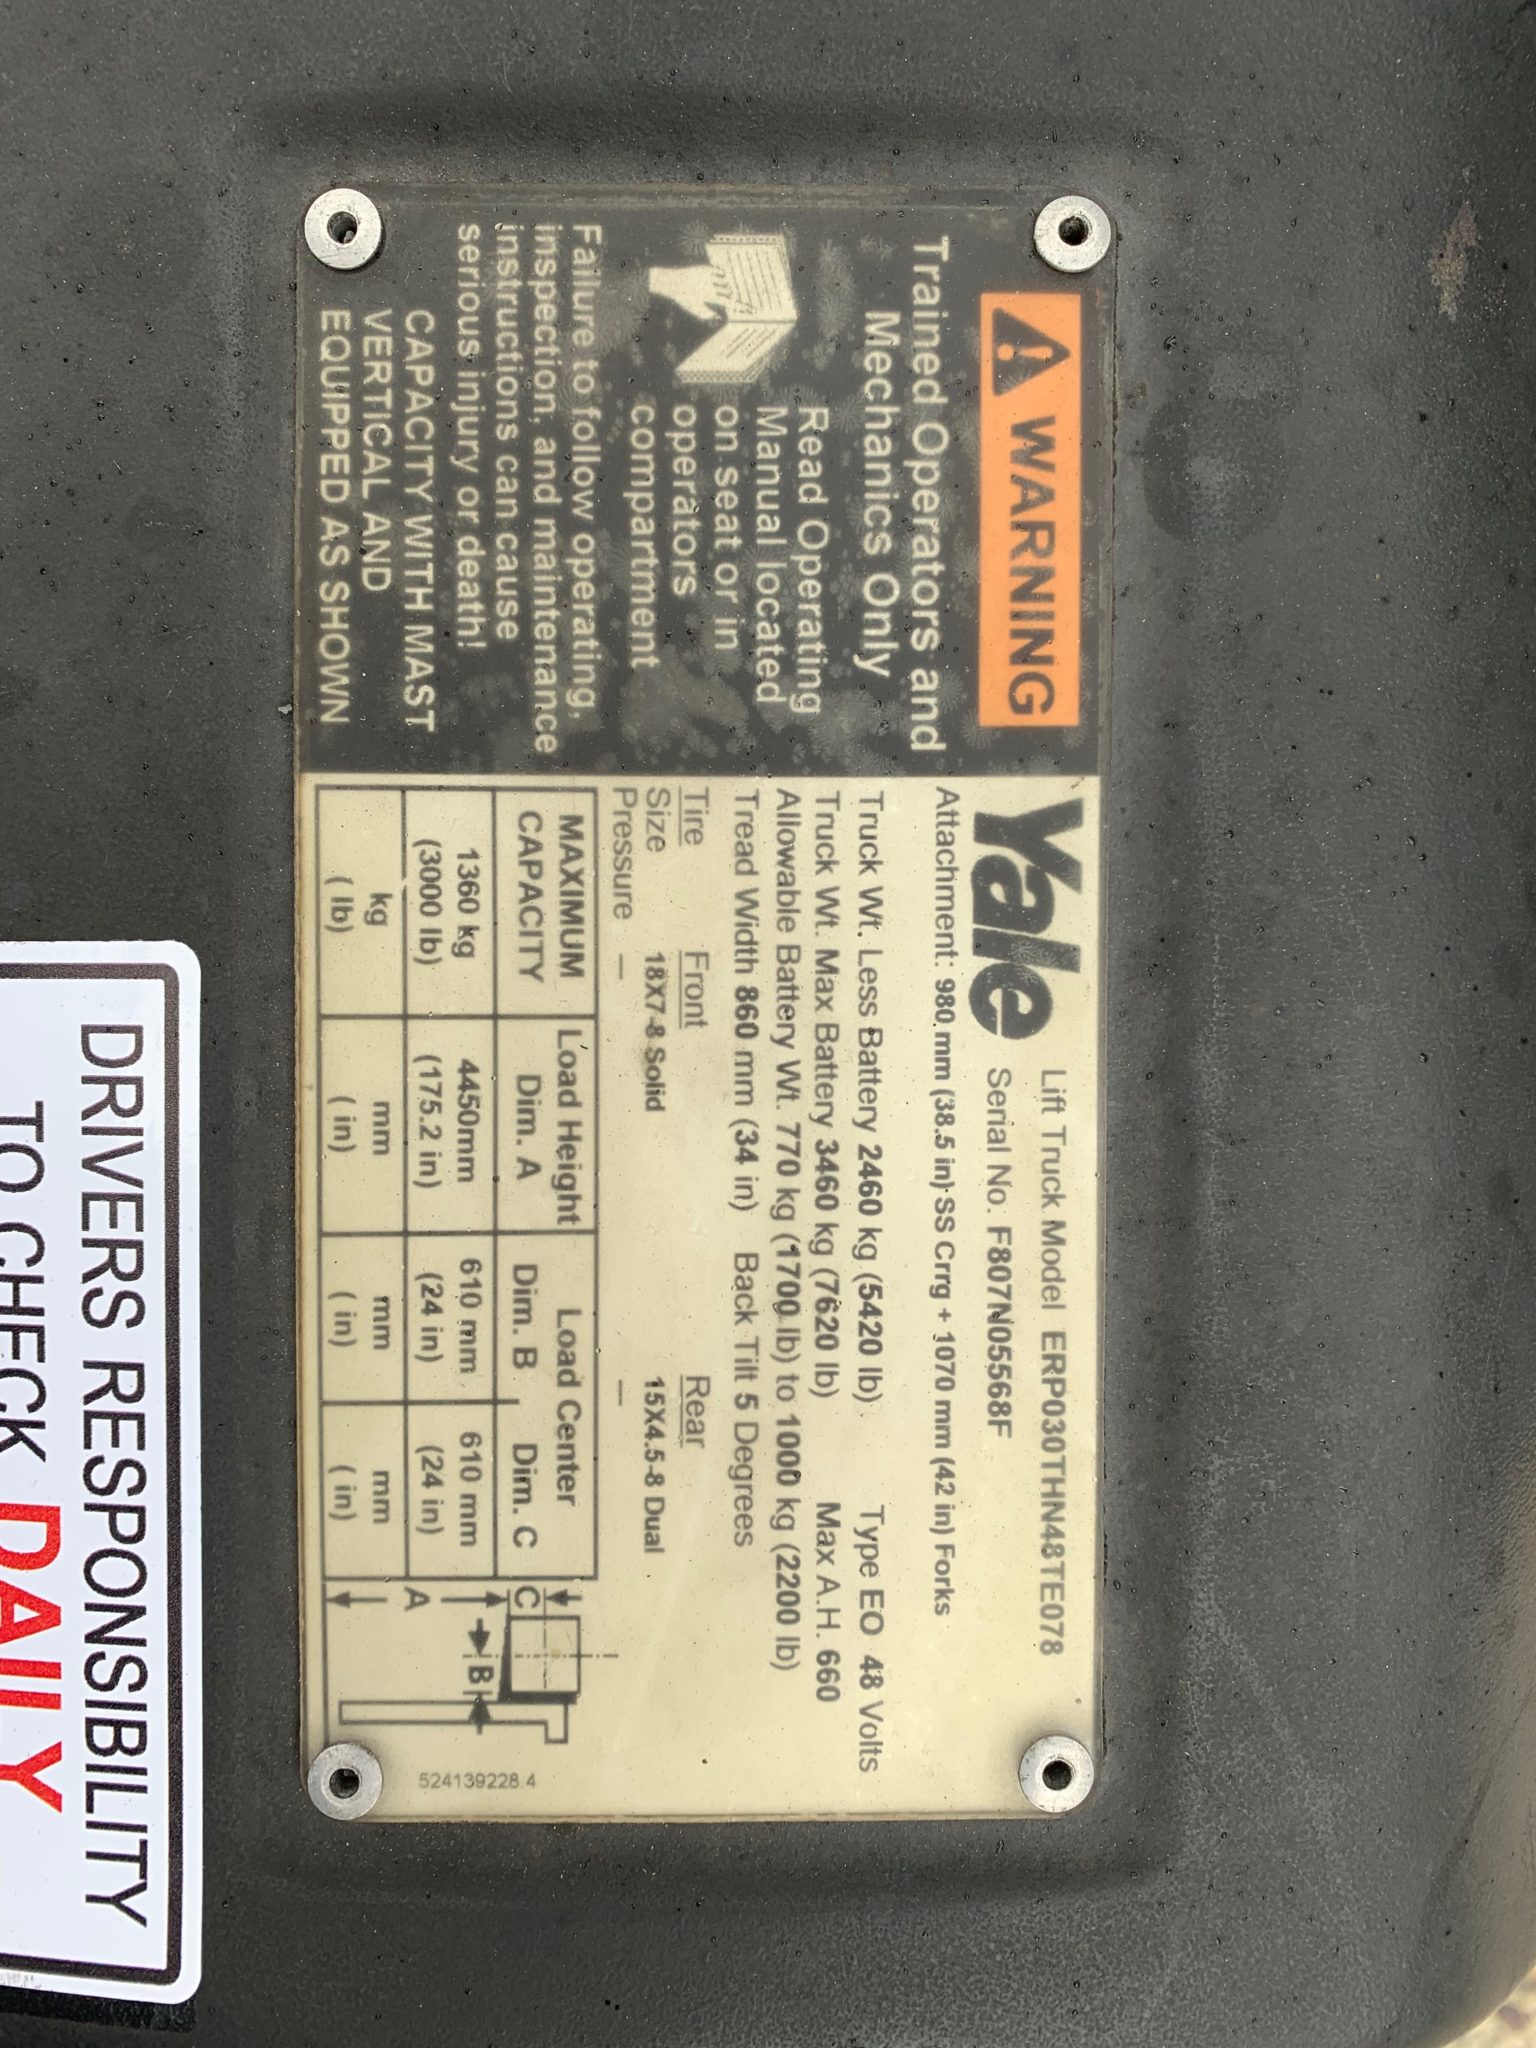 WARNING
Trained Operators and
Mechanics Only
Read Operating
Manual located
on seat or in
operators
compartment
Failure to follow operating,
inspection, and maintenance
instructions can cause
serious injury or death!
CAPACITY WITH MAST
VERTICAL AND
EQUIPPED AS SHOWN
Yale Lift Truck Model ERP030THN48TE078
Serial No. F807N05568F
Attachment: 980 mm (38.5 in) SS Crrg + 1070 mm (42 in) Forks
Truck Wt. Less Battery 2460 kg (5420 lb) Type EO 48 Volts
Truck Wt. Max Battery 3460 kg (7620 lb) Max A.H. 660
Allowable Battery Wt. 770 kg (1700 lb) to 1000 kg (2200 lb)
Tread Width 860 mm (34 in) Back Tilt 5 Degrees
Tire Front Rear
Size 18X7-8 Solid 15X4.5-8 Dual
Pressure — —
MAXIMUM Load Height Load Center
CAPACITY Dim. A Dim. B Dim. C
1360 kg 4450mm 610 mm 610 mm
(3000 lb) (175.2 in) (24 in) (24 in)
kg mm mm mm
( lb) ( in) ( in) ( in)
C
B
A
524139228.4
DRIVERS RESPONSIBILITY
TO CHECK DAILY